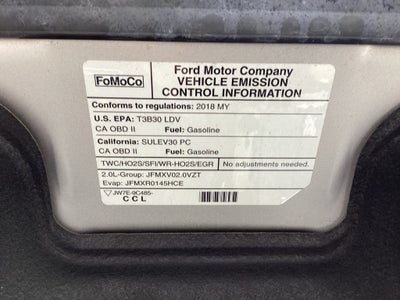 FoMoCo
Ford Motor Company
VEHICLE EMISSION
CONTROL INFORMATION
Conforms to regulations: 2018 MY
U.S. EPA: T3B30 LDV
CA OBD II Fuel: Gasoline
California: SULEV30 PC
CA OBD II Fuel: Gasoline
TWC/HO2S/SFI/WR-HO2S/EGR No adjustments needed.
2.0L-Group: JFMXV02.0VZT
Evap: JFMXR0145HCE
JW7E-9C485-
C C L